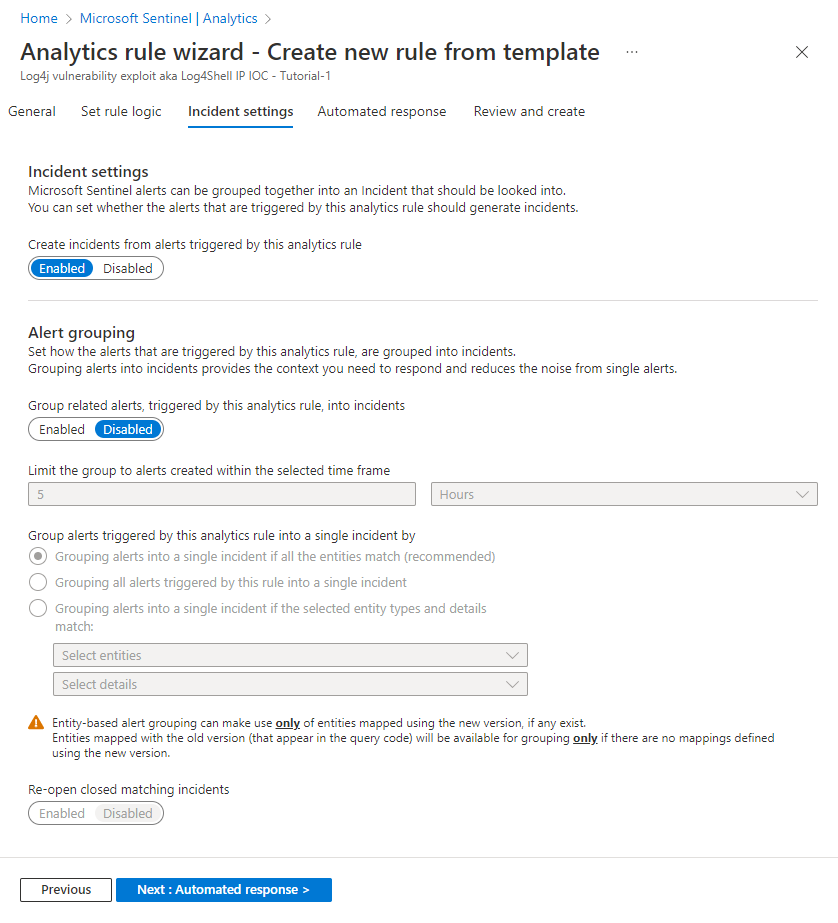 Home > Microsoft Sentinel | Analytics >
Analytics rule wizard - Create new rule from template ...
Log4j vulnerability exploit aka Log4Shell IP IOC - Tutorial-1
General Set rule logic Incident settings Automated response Review and create
Incident settings
Microsoft Sentinel alerts can be grouped together into an Incident that should be looked into.
You can set whether the alerts that are triggered by this analytics rule should generate incidents.
Create incidents from alerts triggered by this analytics rule
Enabled Disabled
Alert grouping
Set how the alerts that are triggered by this analytics rule, are grouped into incidents.
Grouping alerts into incidents provides the context you need to respond and reduces the noise from single alerts.
Group related alerts, triggered by this analytics rule, into incidents
Enabled Disabled
Limit the group to alerts created within the selected time frame
5 Hours
Group alerts triggered by this analytics rule into a single incident by
Grouping alerts into a single incident if all the entities match (recommended)
Grouping all alerts triggered by this rule into a single incident
Grouping alerts into a single incident if the selected entity types and details
match:
Select entities
Select details
Entity-based alert grouping can make use only of entities mapped using the new version, if any exist.
Entities mapped with the old version (that appear in the query code) will be available for grouping only if there are no mappings defined
using the new version.
Re-open closed matching incidents
Enabled Disabled
Previous Next : Automated response >